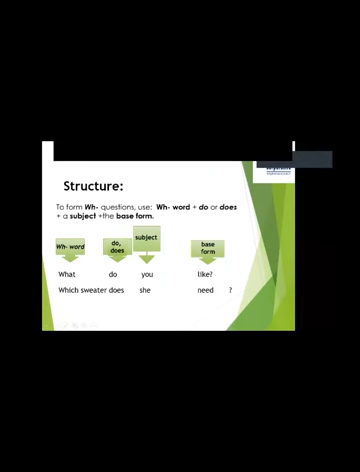 Structure:
To form Wh- questions, use: Wh- word + do or does
+ a subject +the base form.
Wh- word
do,
does
subject
base
form
What do you like?
Which sweater does she need ?